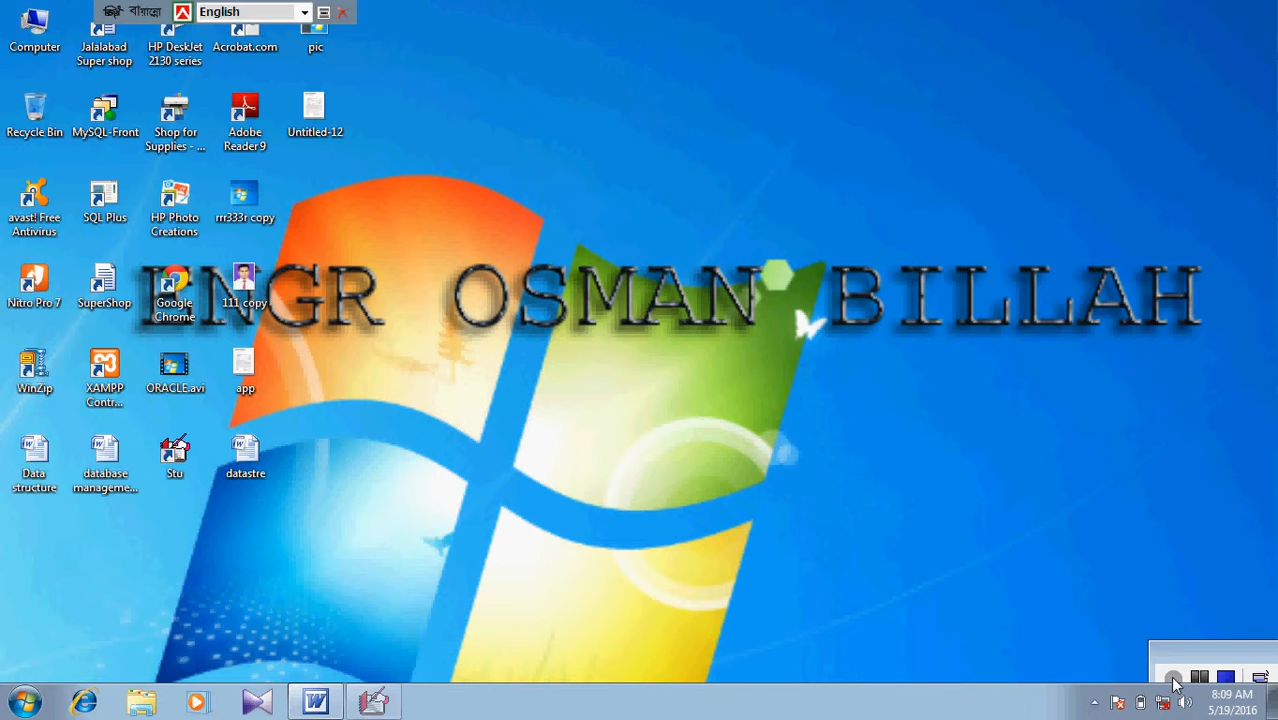 বায়ান্নো
English
Computer
Jalalabad Super shop
HP DeskJet 2130 series
Acrobat.com
pic
Recycle Bin
MySQL-Front
Shop for Supplies - ...
Adobe Reader 9
Untitled-12
avast! Free Antivirus
SQL Plus
HP Photo Creations
rrr333r copy
ENGR OSMAN BILLAH
Nitro Pro 7
SuperShop
Google Chrome
111 copy
WinZip
XAMPP Contr...
ORACLE.avi
app
Data structure
database manageme...
Stu
datastre
8:09 AM
5/19/2016